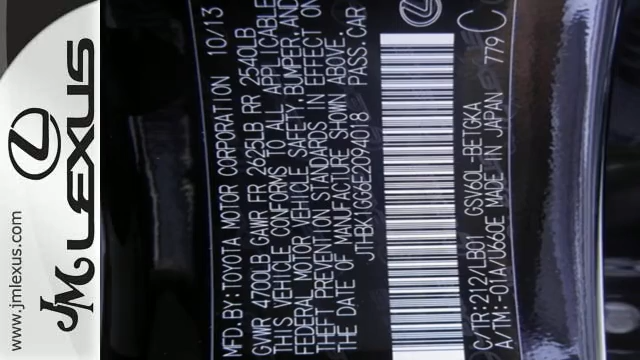 www.jmlexus.com
JM LEXUS
MFD. BY: TOYOTA MOTOR CORPORATION 10/13
GVWR 4700LB GAWR FR 2625LB RR 2540LB
THIS VEHICLE CONFORMS TO ALL APPLICABLE
FEDERAL MOTOR VEHICLE SAFETY, BUMPER, AND
THEFT PREVENTION STANDARDS IN EFFECT ON
THE DATE OF MANUFACTURE SHOWN ABOVE.
JTHBK1GG6E2094018 PASS. CAR
C/TR:212/LB01 GSV60L-BETGKA
A/TM:-01A/U660E MADE IN JAPAN 779 C